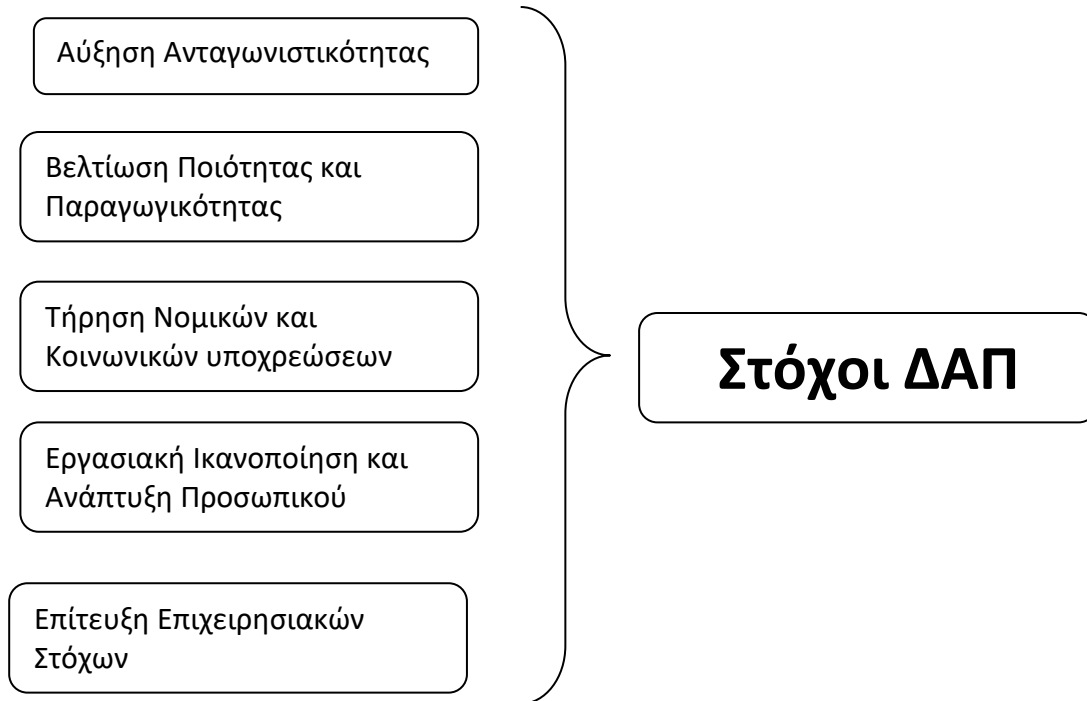 Αύξηση Ανταγωνιστικότητας
Βελτίωση Ποιότητας και
Παραγωγικότητας
Τήρηση Νομικών και
Κοινωνικών υποχρεώσεων
Εργασιακή Ικανοποίηση και
Ανάπτυξη Προσωπικού
Επίτευξη Επιχειρησιακών
Στόχων
Στόχοι ΔΑΠ